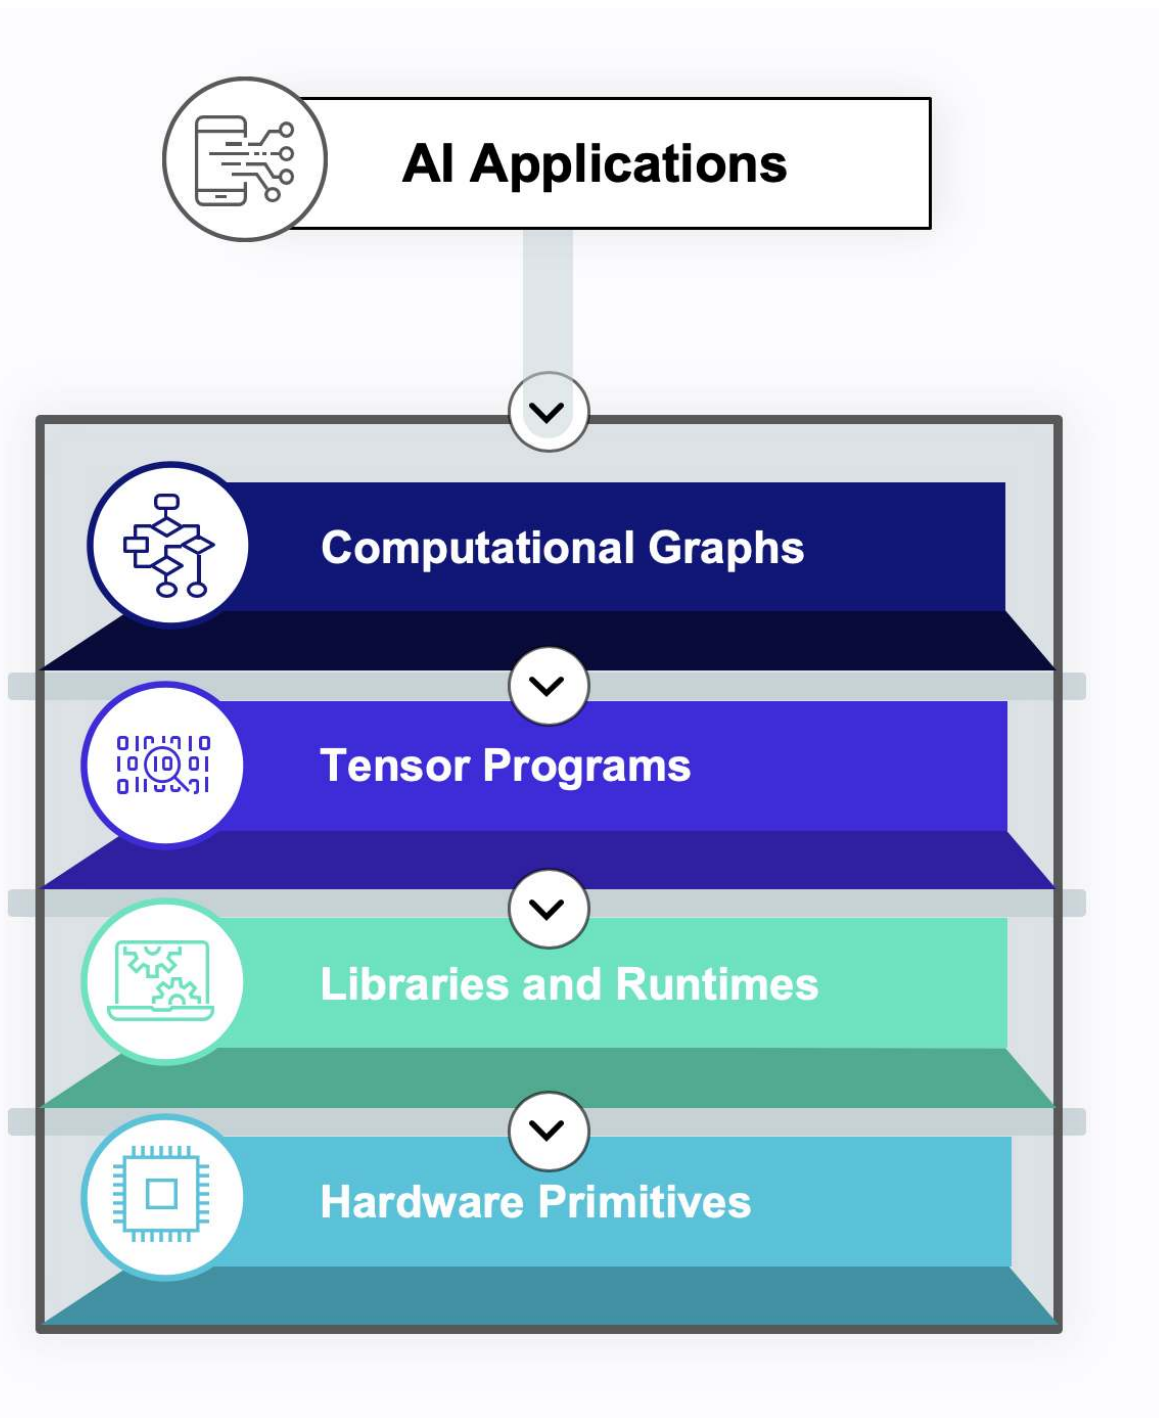 AI Applications
Computational Graphs
Tensor Programs
Libraries and Runtimes
Hardware Primitives